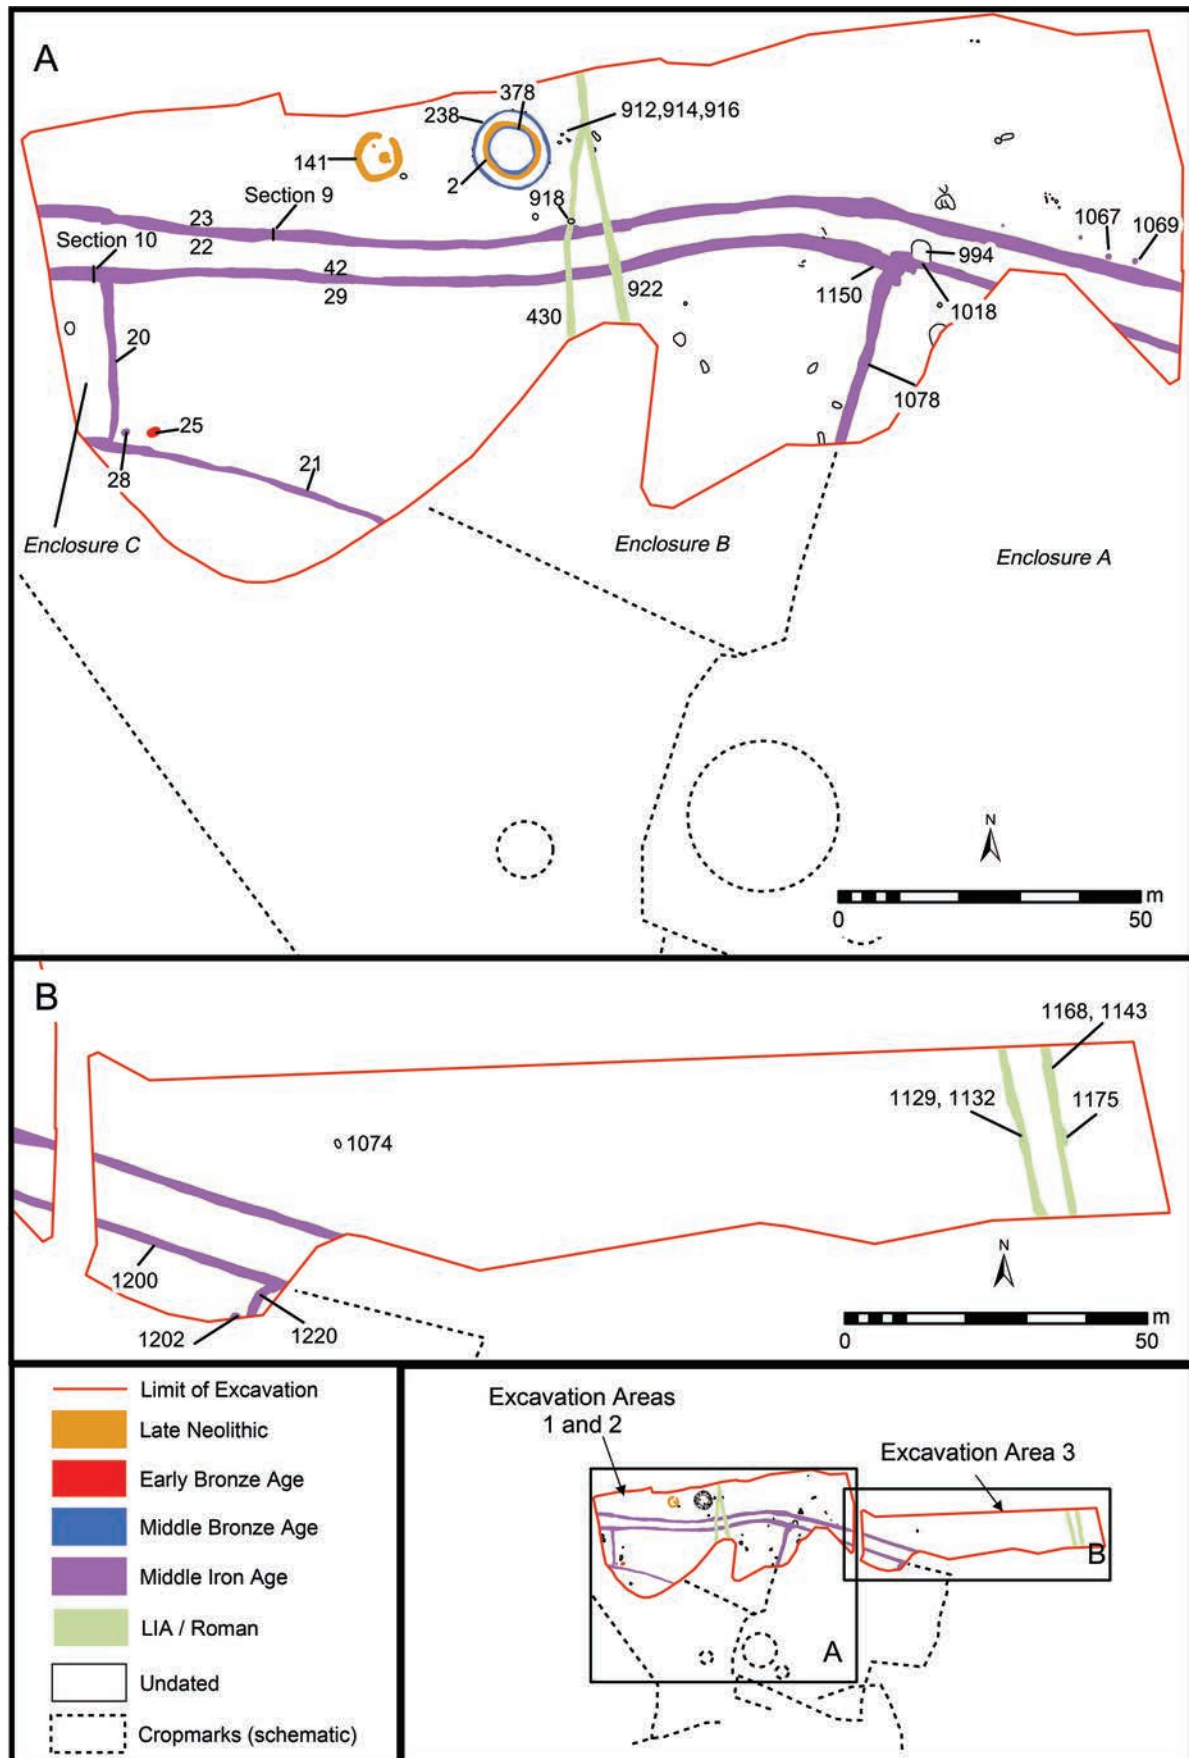 A
378
238
912,914,916
141
2
918
Section 9
23
22
Section 10
42
29
1067
1069
994
1150
1018
430
922
20
1078
25
28
21
Enclosure C
Enclosure B
Enclosure A
N
m
0
50
B
1168, 1143
1129, 1132
1175
1074
1200
1202
1220
N
m
0
50
Limit of Excavation
Late Neolithic
Early Bronze Age
Middle Bronze Age
Middle Iron Age
LIA / Roman
Undated
Cropmarks (schematic)
Excavation Areas
1 and 2
Excavation Area 3
B
A